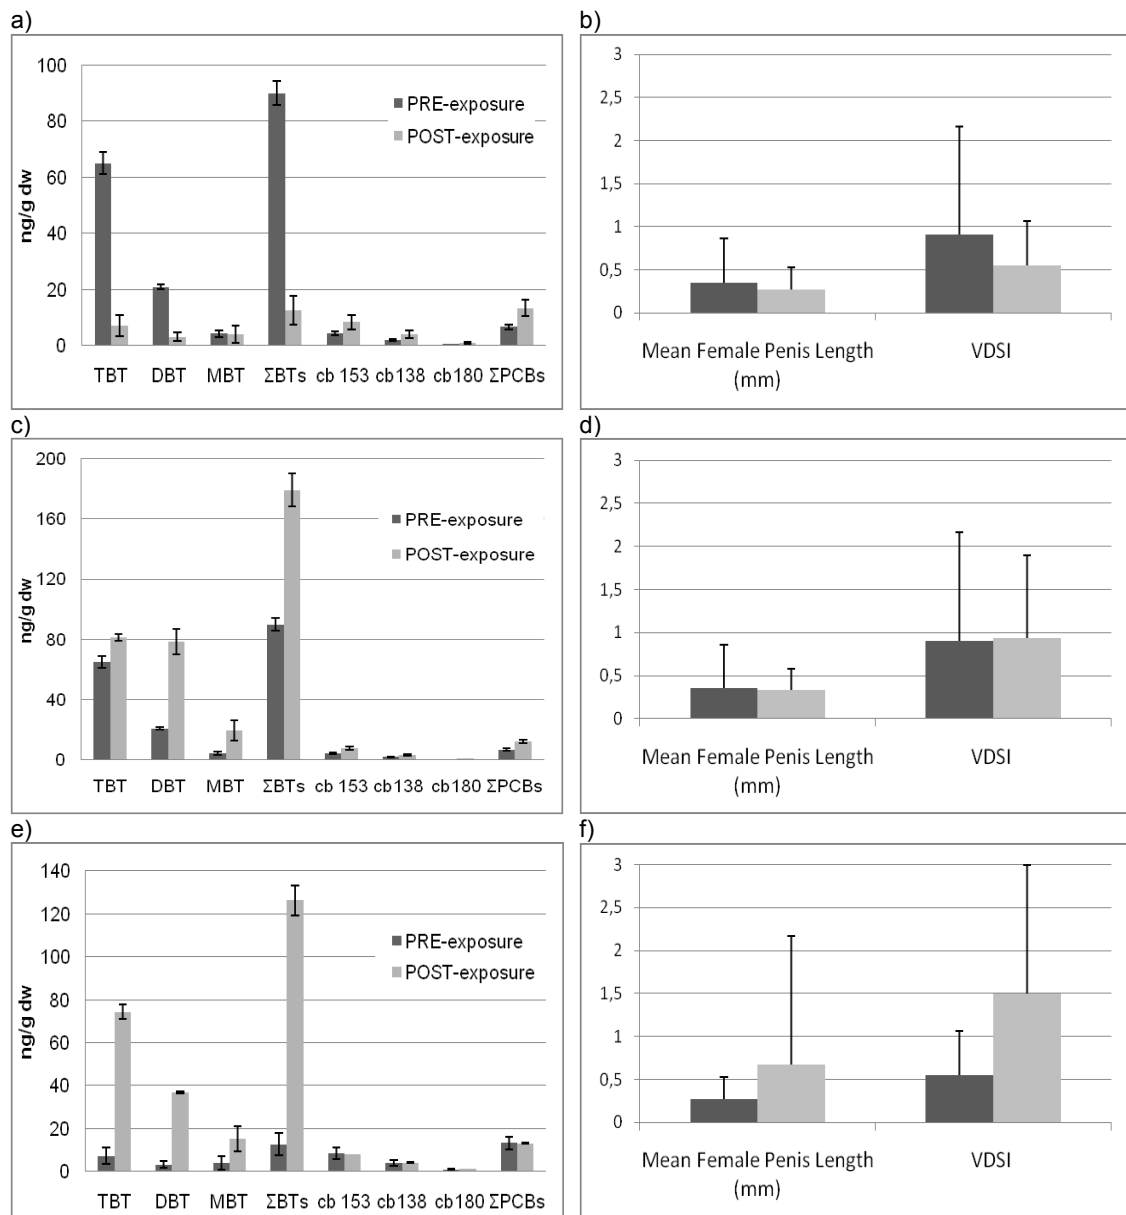 a)
100
80
60
40
20
0
ng/g dw
PRE-exposure
POST-exposure
TBT DBT MBT ΣBTs cb 153 cb138 cb180 ΣPCBs
b)
3
2,5
2
1,5
1
0,5
0
Mean Female Penis Length
(mm)
VDSI
c)
200
160
120
80
40
0
ng/g dw
PRE-exposure
POST-exposure
TBT DBT MBT ΣBTs cb 153 cb138 cb180 ΣPCBs
d)
3
2,5
2
1,5
1
0,5
0
Mean Female Penis Length
(mm)
VDSI
e)
140
120
100
80
60
40
20
0
ng/g dw
PRE-exposure
POST-exposure
TBT DBT MBT ΣBTs cb 153 cb138 cb180 ΣPCBs
f)
3
2,5
2
1,5
1
0,5
0
Mean Female Penis Length
(mm)
VDSI